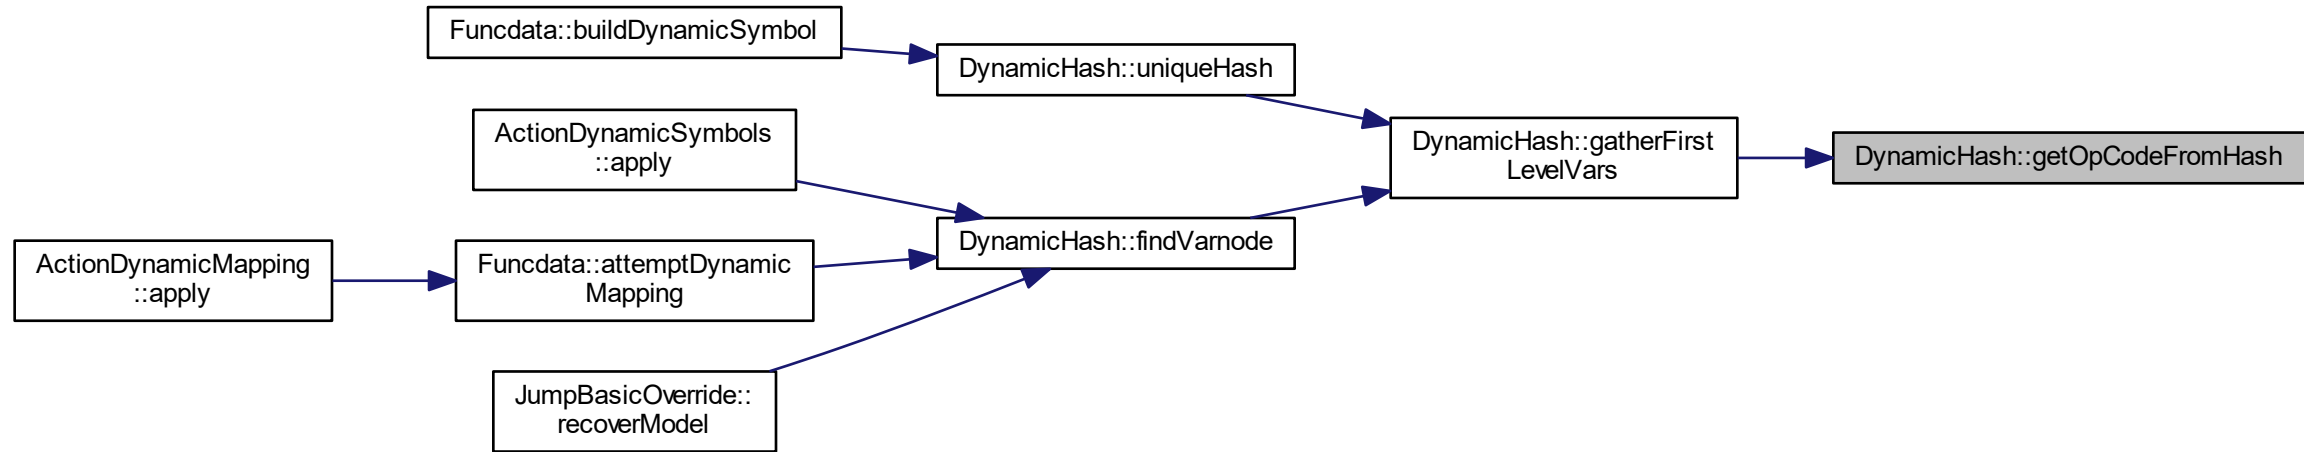 Funcdata::buildDynamicSymbol
DynamicHash::uniqueHash
ActionDynamicSymbols
::apply
DynamicHash::gatherFirst
LevelVars
DynamicHash::getOpCodeFromHash
DynamicHash::findVarnode
ActionDynamicMapping
::apply
Funcdata::attemptDynamic
Mapping
JumpBasicOverride::
recoverModel